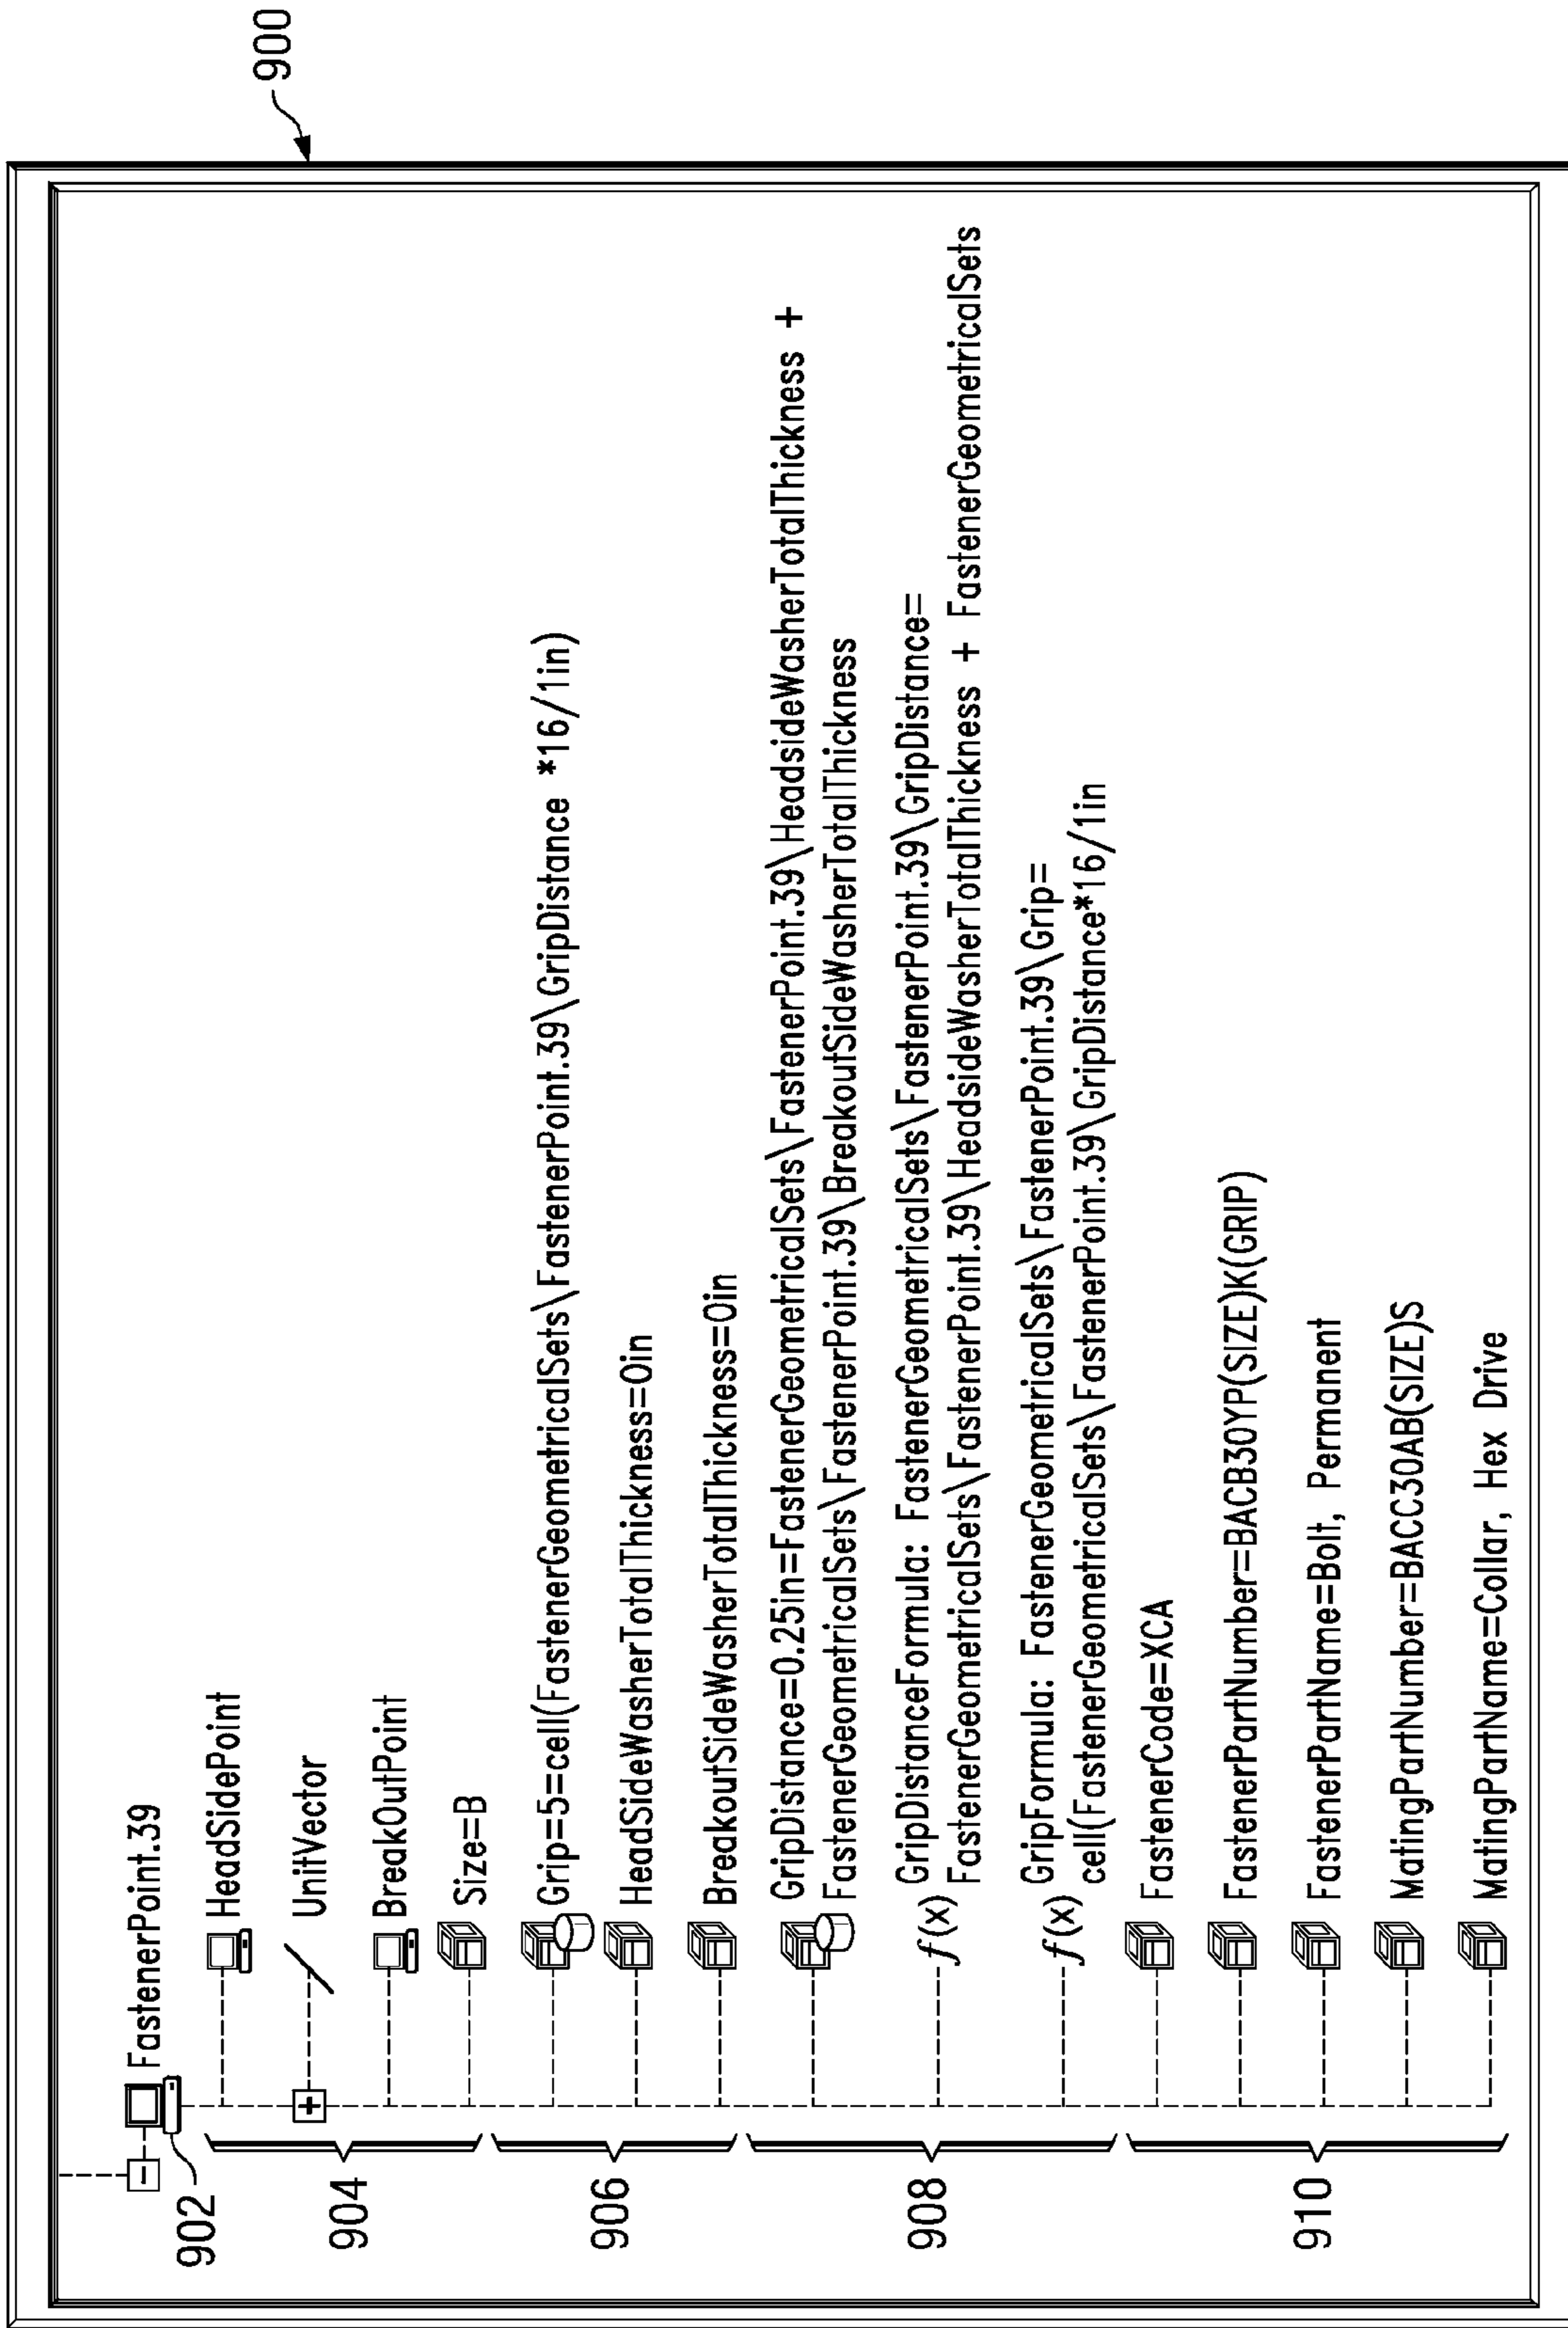 900
FastenerPoint.39
902
HeadSidePoint
UnitVector
BreakOutPoint
Size=B
904
Grip=5=cell(FastenerGeometricalSets\FastenerPoint.39\GripDistance *16/1in)
HeadSideWasherTotalThickness=0in
BreakoutSideWasherTotalThickness=0in
906
GripDistance=0.25in=FastenerGeometricalSets\FastenerPoint.39\HeadsideWasherTotalThickness +
FastenerGeometricalSets\FastenerPoint.39\BreakoutSideWasherTotalThickness
f(x) GripDistanceFormula: FastenerGeometricalSets\FastenerPoint.39\GripDistance=
FastenerGeometricalSets\FastenerPoint.39\HeadsideWasherTotalThickness + FastenerGeometricalSets
f(x) GripFormula: FastenerGeometricalSets\FastenerPoint.39\Grip=
cell(FastenerGeometricalSets\FastenerPoint.39\GripDistance*16/1in
908
FastenerCode=XCA
FastenerPartNumber=BACB30YP(SIZE)K(GRIP)
FastenerPartName=Bolt, Permanent
MatingPartNumber=BACC30AB(SIZE)S
MatingPartName=Collar, Hex Drive
910